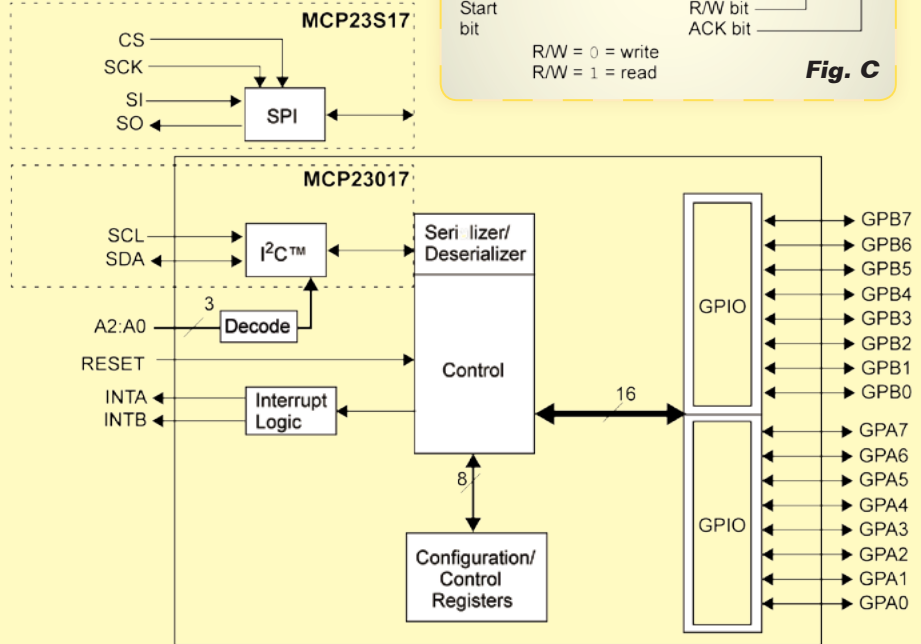 MCP23S17
CS
SCK
SI
SO
SPI
Start
bit
R/W bit
ACK bit
R/W = 0 = write
R/W = 1 = read
Fig. C
MCP23017
SCL
SDA
I²C™
A2:A0
3
Decode
RESET
INTA
INTB
Interrupt
Logic
Seri lizer/
Deserializer
Control
8
16
Configuration/
Control
Registers
GPIO
GPIO
GPB7
GPB6
GPB5
GPB4
GPB3
GPB2
GPB1
GPB0
GPA7
GPA6
GPA5
GPA4
GPA3
GPA2
GPA1
GPA0